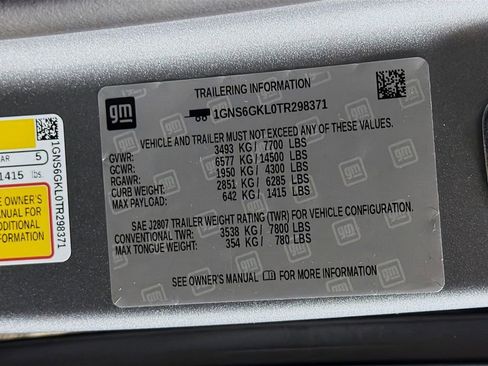 gm
TRAILERING INFORMATION
1GNS6GKL0TR298371
VEHICLE AND TRAILER MUST NOT EXCEED ANY OF THESE VALUES.
GVWR: 3493 KG/ 7700 LBS
GCWR: 6577 KG/14500 LBS
RGAWR: 1950 KG/ 4300 LBS
CURB WEIGHT: 2851 KG/ 6285 LBS
MAX PAYLOAD: 642 KG/ 1415 LBS
SAE J2807 TRAILER WEIGHT RATING (TWR) FOR VEHICLE CONFIGURATION.
CONVENTIONAL TWR: 3538 KG/ 7800 LBS
MAX TONGUE WEIGHT: 354 KG/ 780 LBS
SEE OWNER'S MANUAL FOR MORE INFORMATION
AR 5
1415 lbs.
OWNER'S
MANUAL FOR
DDITIONAL
FORMATION
1GNS6GKL0TR298371